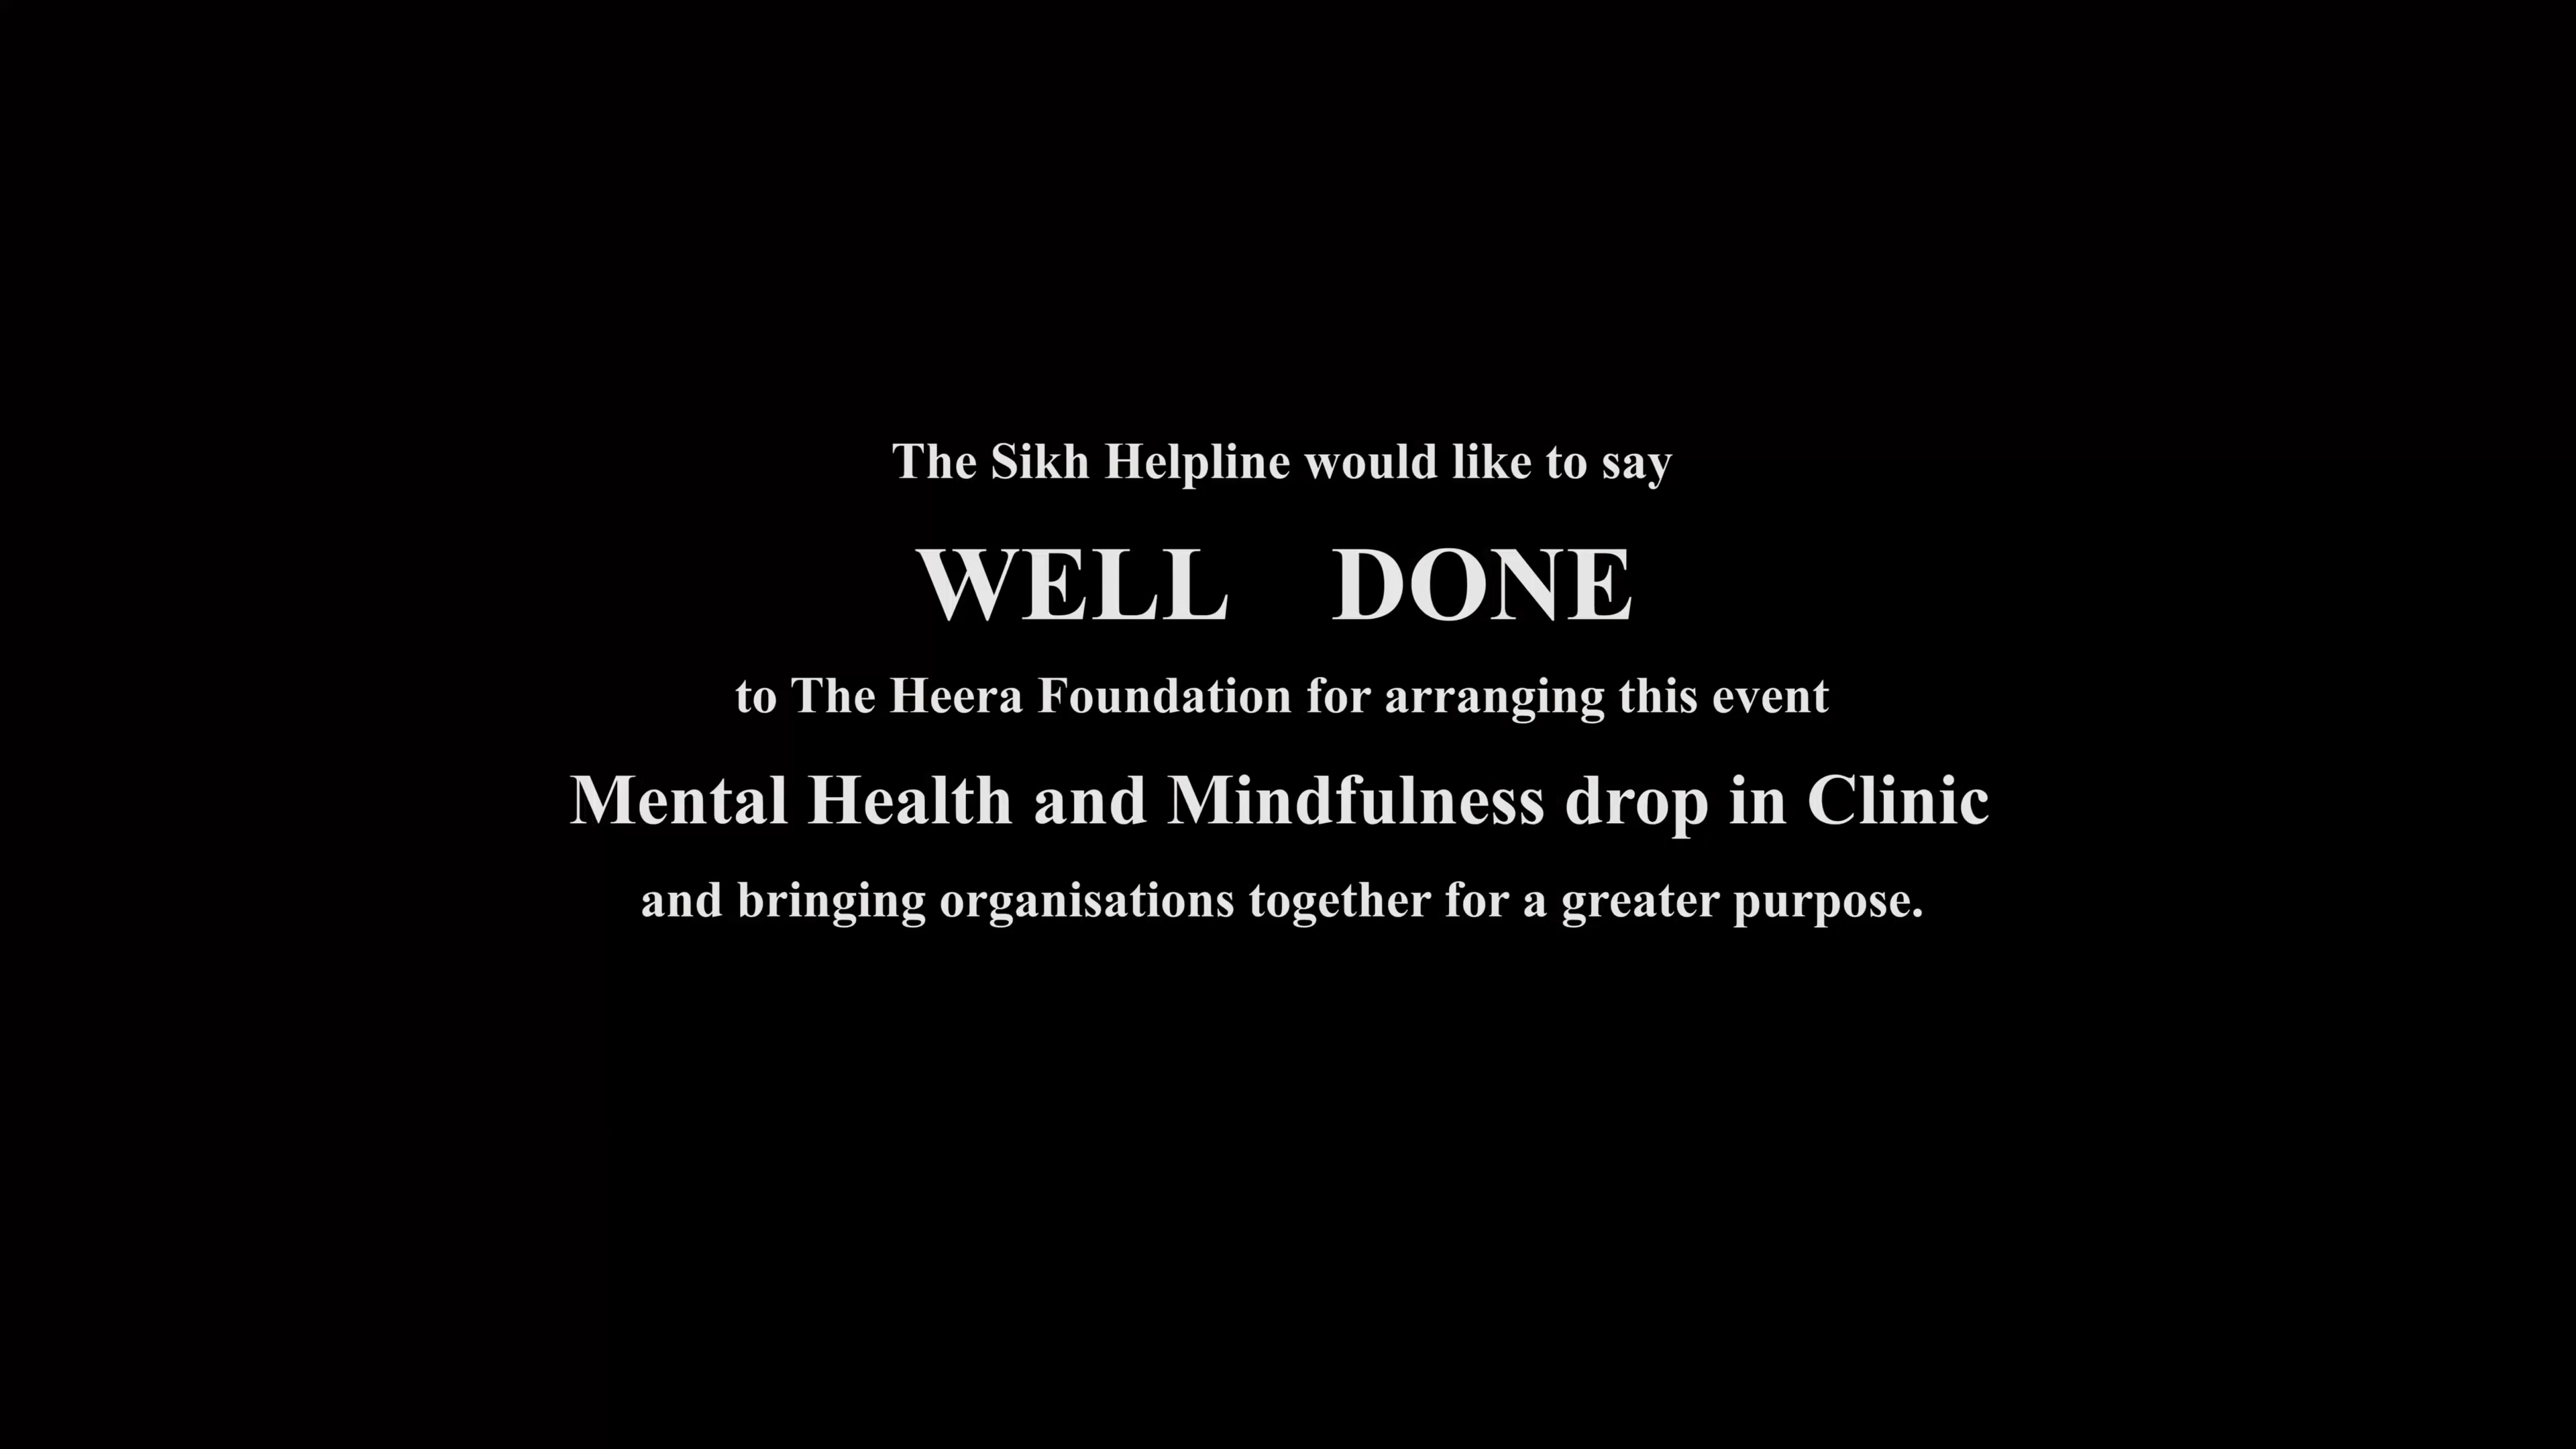 The Sikh Helpline would like to say
WELL DONE
to The Heera Foundation for arranging this event
Mental Health and Mindfulness drop in Clinic
and bringing organisations together for a greater purpose.